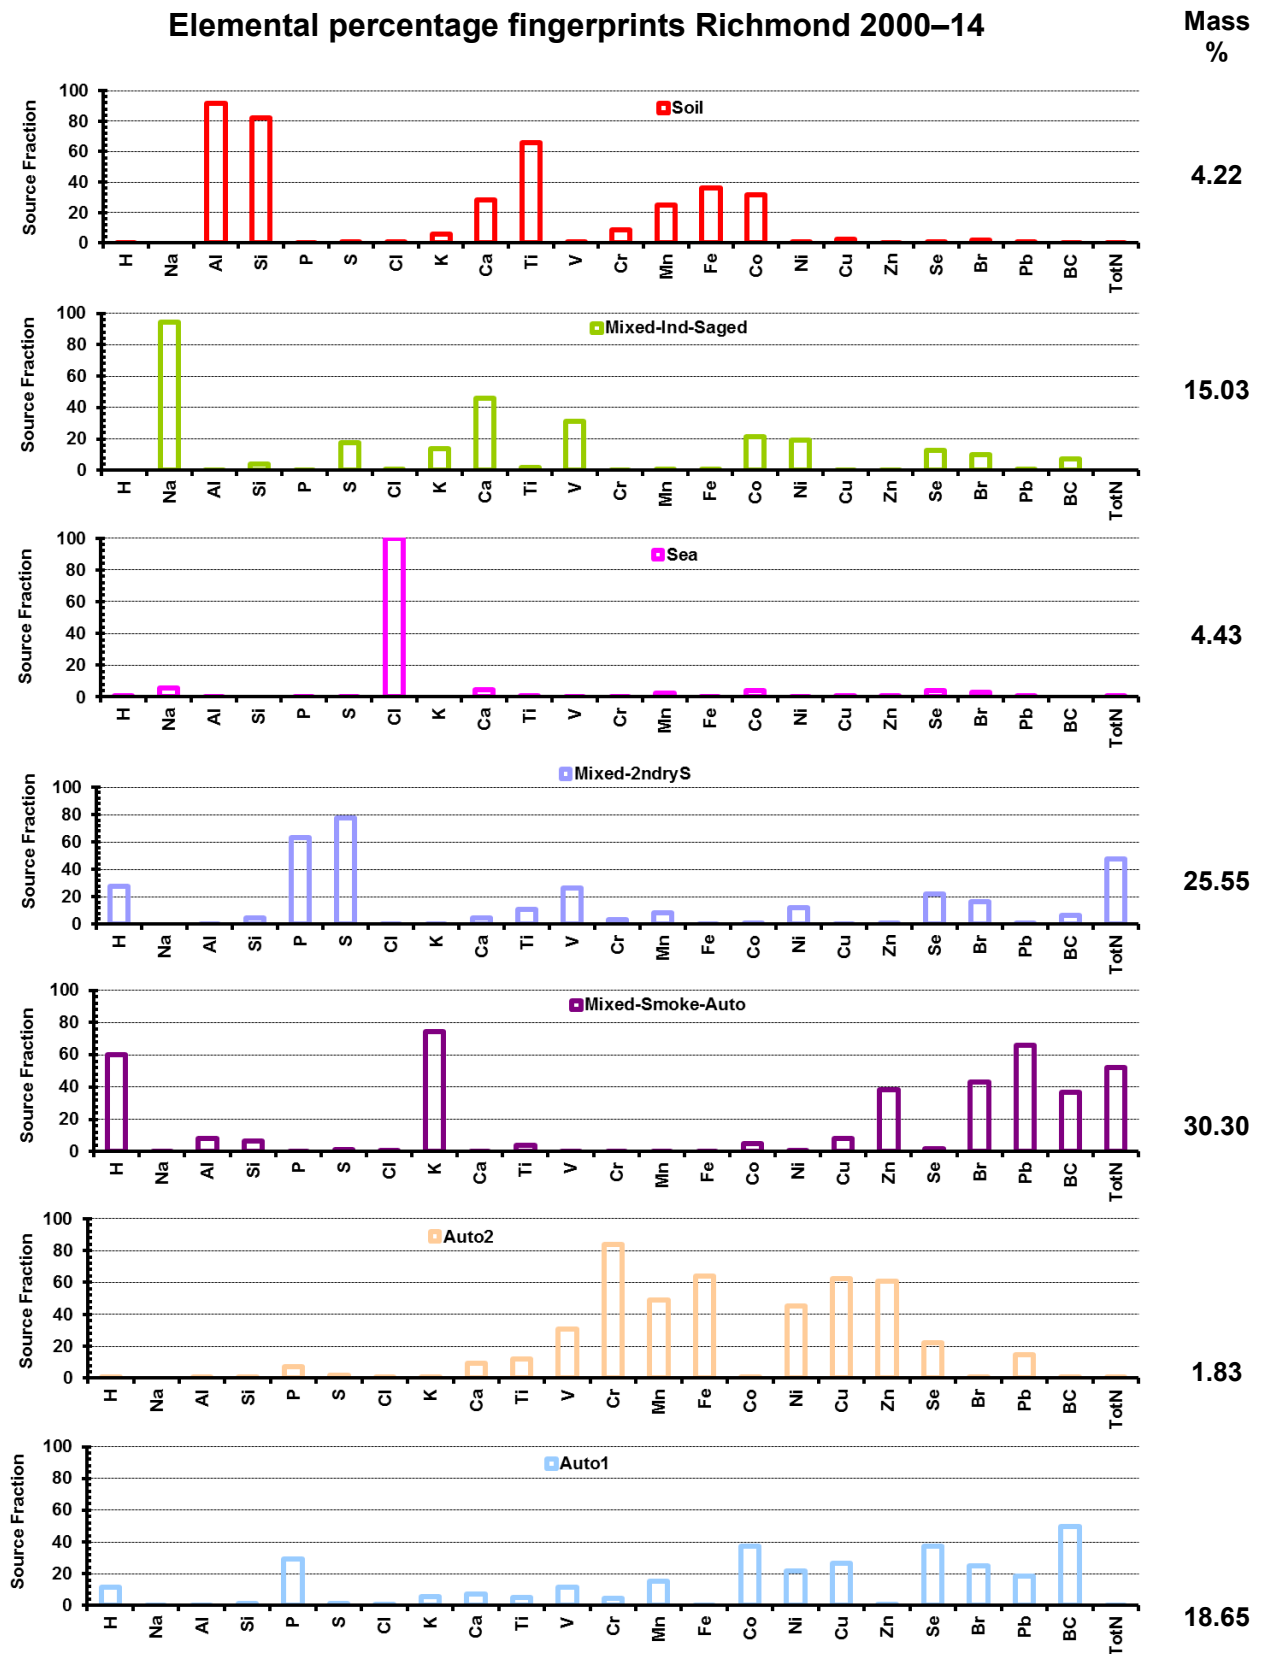 Elemental percentage fingerprints Richmond 2000–14
Mass
%
Source Fraction
100
80
60
40
20
0
Soil
H Na Al Si P S Cl K Ca Ti V Cr Mn Fe Co Ni Cu Zn Se Br Pb BC TotN
4.22
Source Fraction
100
80
60
40
20
0
Mixed-Ind-Saged
H Na Al Si P S Cl K Ca Ti V Cr Mn Fe Co Ni Cu Zn Se Br Pb BC TotN
15.03
Source Fraction
100
80
60
40
20
0
Sea
H Na Al Si P S Cl K Ca Ti V Cr Mn Fe Co Ni Cu Zn Se Br Pb BC TotN
4.43
Source Fraction
100
80
60
40
20
0
Mixed-2ndryS
H Na Al Si P S Cl K Ca Ti V Cr Mn Fe Co Ni Cu Zn Se Br Pb BC TotN
25.55
Source Fraction
100
80
60
40
20
0
Mixed-Smoke-Auto
H Na Al Si P S Cl K Ca Ti V Cr Mn Fe Co Ni Cu Zn Se Br Pb BC TotN
30.30
Source Fraction
100
80
60
40
20
0
Auto2
H Na Al Si P S Cl K Ca Ti V Cr Mn Fe Co Ni Cu Zn Se Br Pb BC TotN
1.83
Source Fraction
100
80
60
40
20
0
Auto1
H Na Al Si P S Cl K Ca Ti V Cr Mn Fe Co Ni Cu Zn Se Br Pb BC TotN
18.65